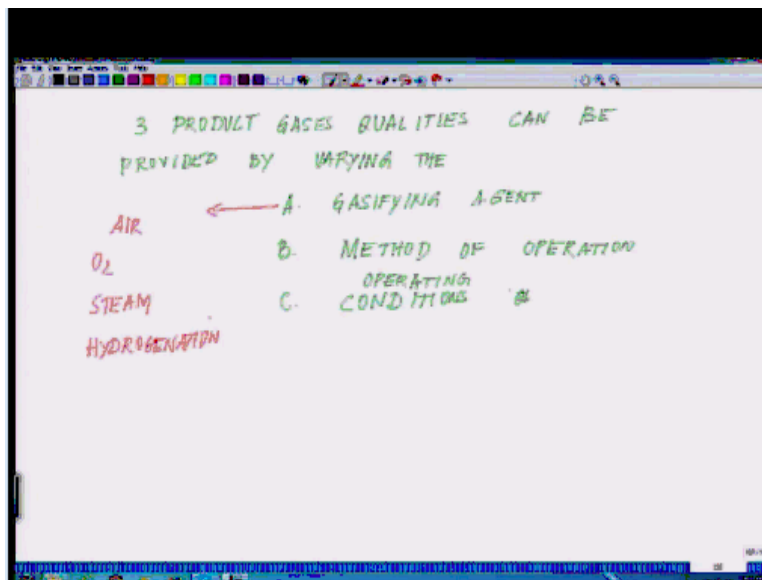 3 PRODUCT GASES QUALITIES CAN BE
PROVIDED BY VARYING THE
A. GASIFYING AGENT
AIR
O2
STEAM
HYDROGENATION
B. METHOD OF OPERATION
OPERATING
C. CONDITIONS